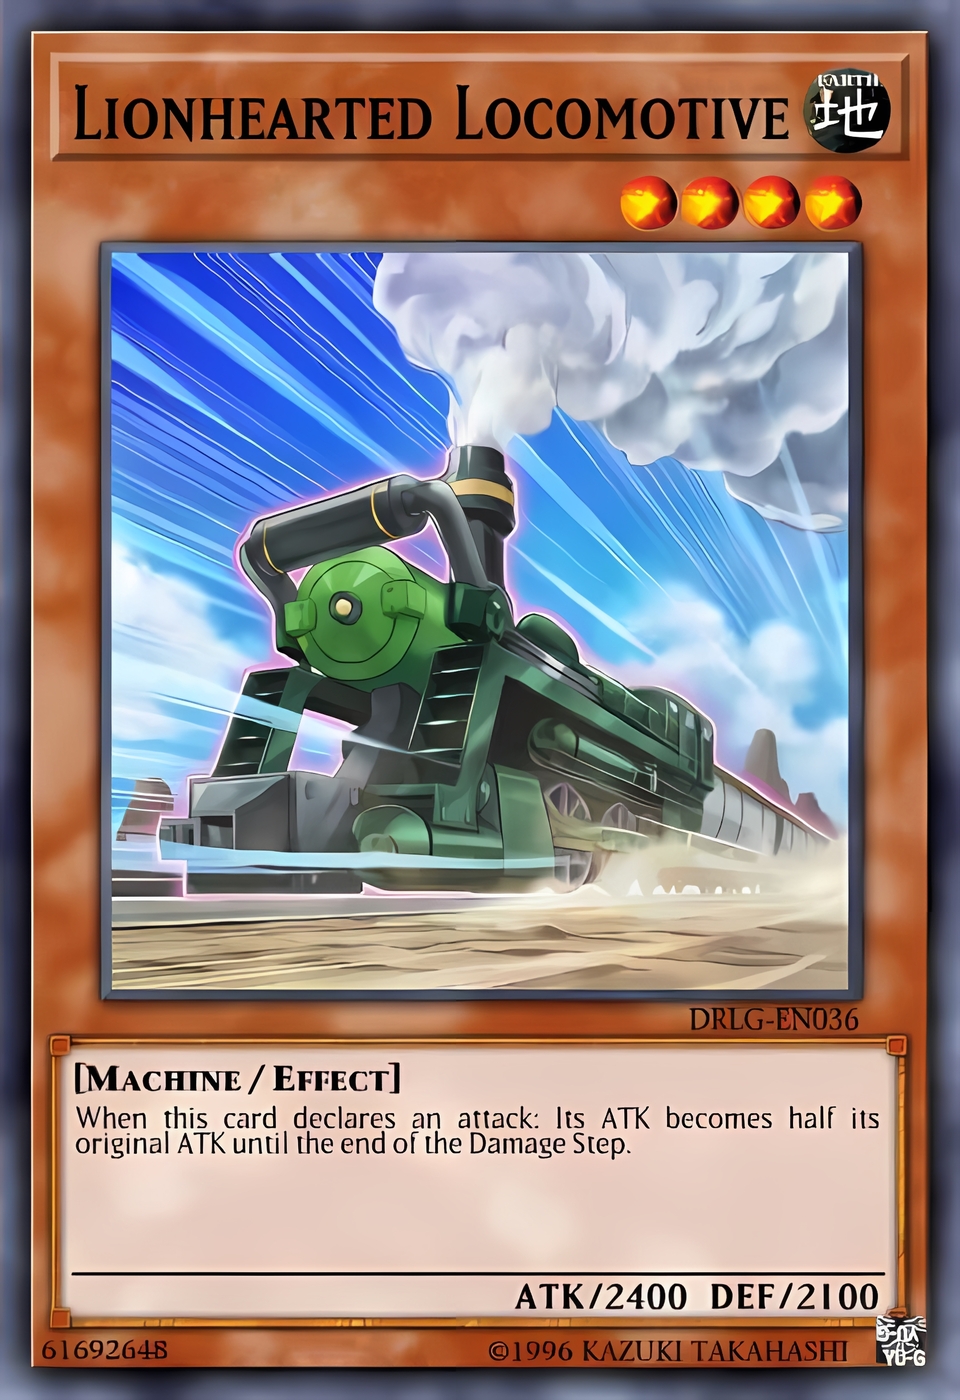 LIONHEARTED LOCOMOTIVE
EARTH
地
DRLG-EN036
[MACHINE / EFFECT]
When this card declares an attack: Its ATK becomes half its
original ATK until the end of the Damage Step.
ATK/2400 DEF/2100
61692648
©1996 KAZUKI TAKAHASHI